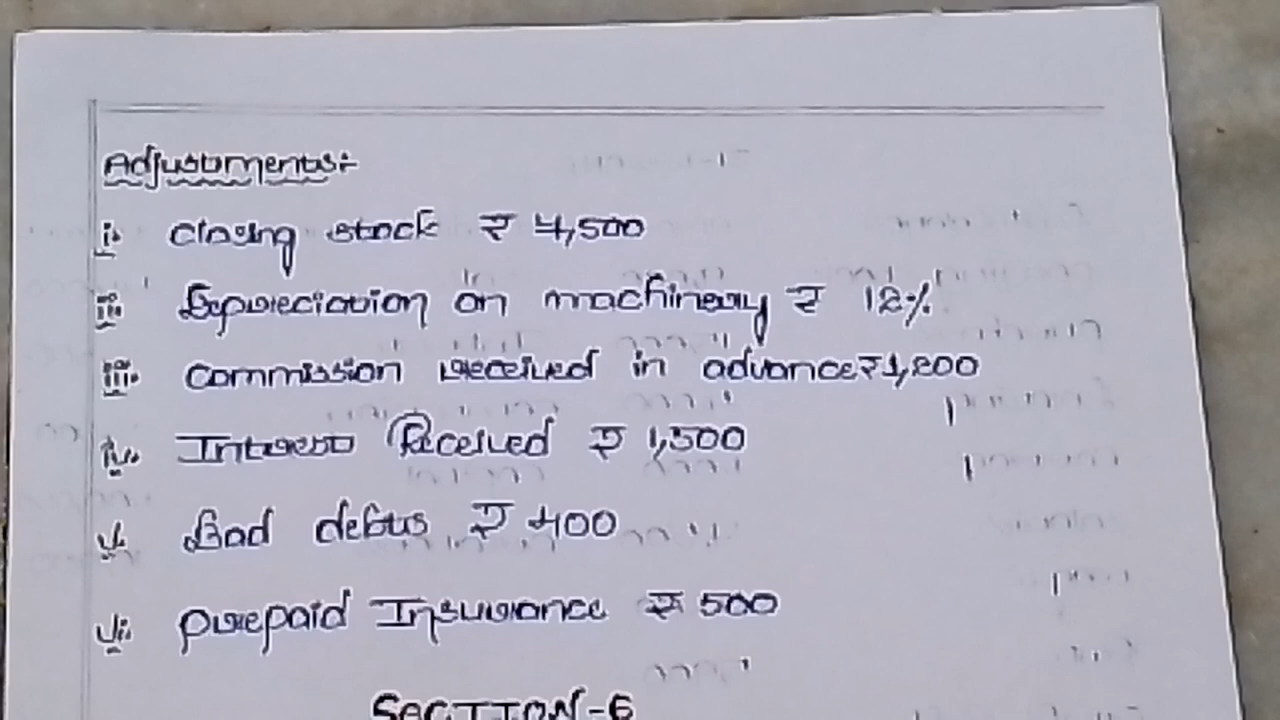 Adjustments:-
i. Closing stock ₹ 4,500
ii. Depreciation on machinery ₹ 12%
iii. Commission received in advance ₹1,200
iv. Interest Received ₹ 1,500
v. Bad debts ₹ 400
vi. Prepaid Insurance ₹ 500
SECTION-6